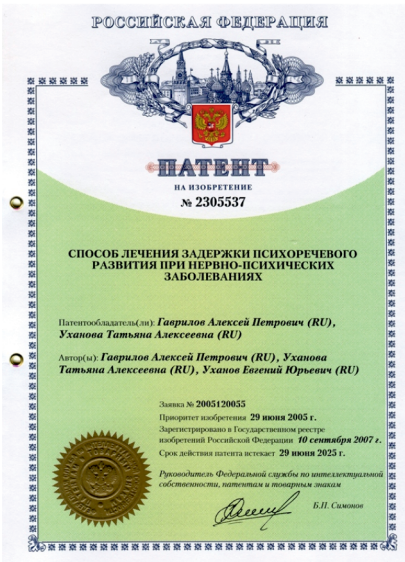 РОССИЙСКАЯ ФЕДЕРАЦИЯ
ПАТЕНТ
НА ИЗОБРЕТЕНИЕ
№ 2305537
СПОСОБ ЛЕЧЕНИЯ ЗАДЕРЖКИ ПСИХОРЕЧЕВОГО
РАЗВИТИЯ ПРИ НЕРВНО-ПСИХИЧЕСКИХ
ЗАБОЛЕВАНИЯХ
Патентообладатель(ли): Гаврилов Алексей Петрович (RU),
Уханова Татьяна Алексеевна (RU)
Автор(ы): Гаврилов Алексей Петрович (RU), Уханова
Татьяна Алексеевна (RU), Уханов Евгений Юрьевич (RU)
Заявка № 2005120055
Приоритет изобретения 29 июня 2005 г.
Зарегистрировано в Государственном реестре
изобретений Российской Федерации 10 сентября 2007 г.
Срок действия патента истекает 29 июня 2025 г.
Руководитель Федеральной службы по интеллектуальной
собственности, патентам и товарным знакам
Б.П. Симонов